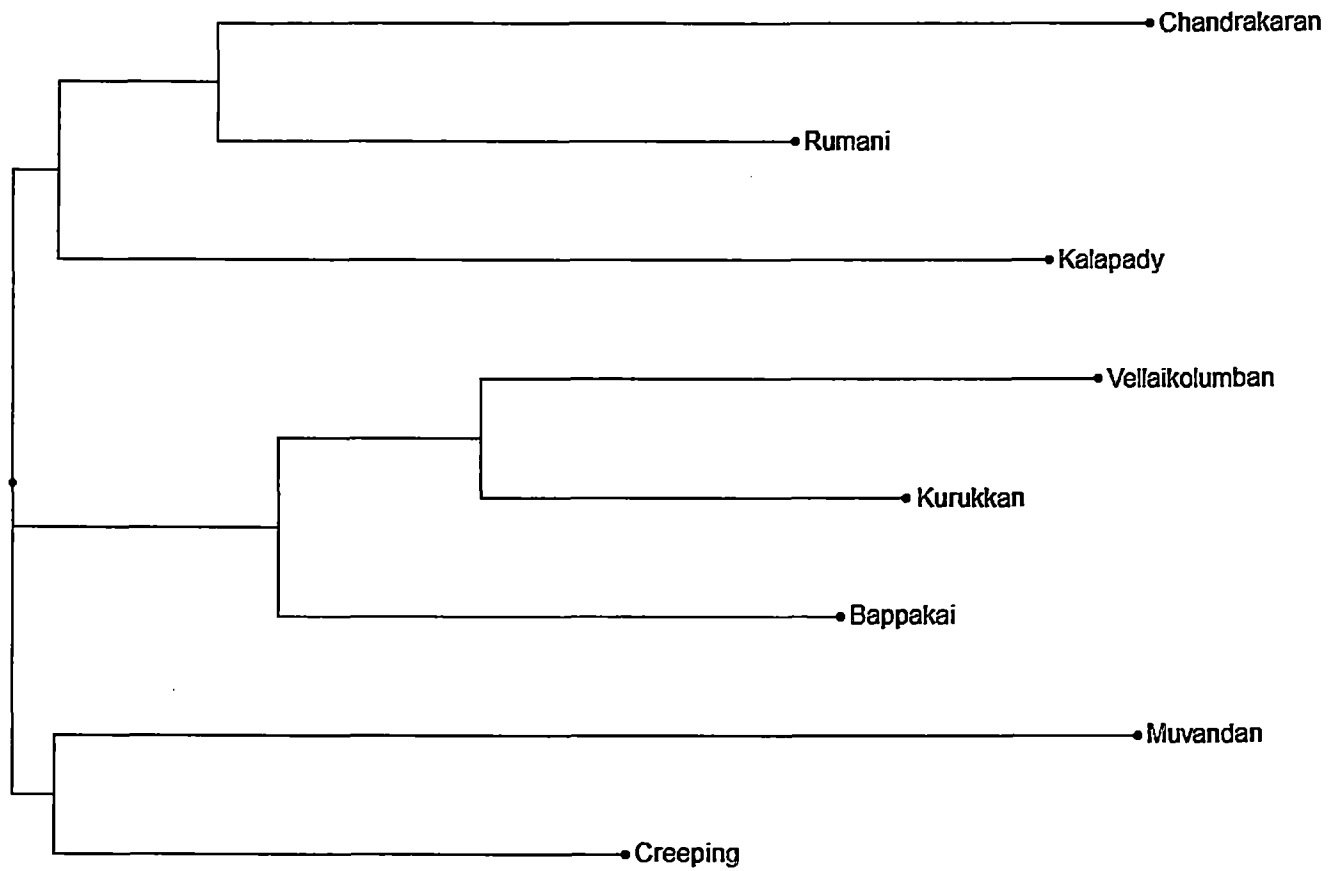 Chandrakaran
Rumani
Kalapady
Vellaikolumban
Kurukkan
Bappakai
Muvandan
Creeping